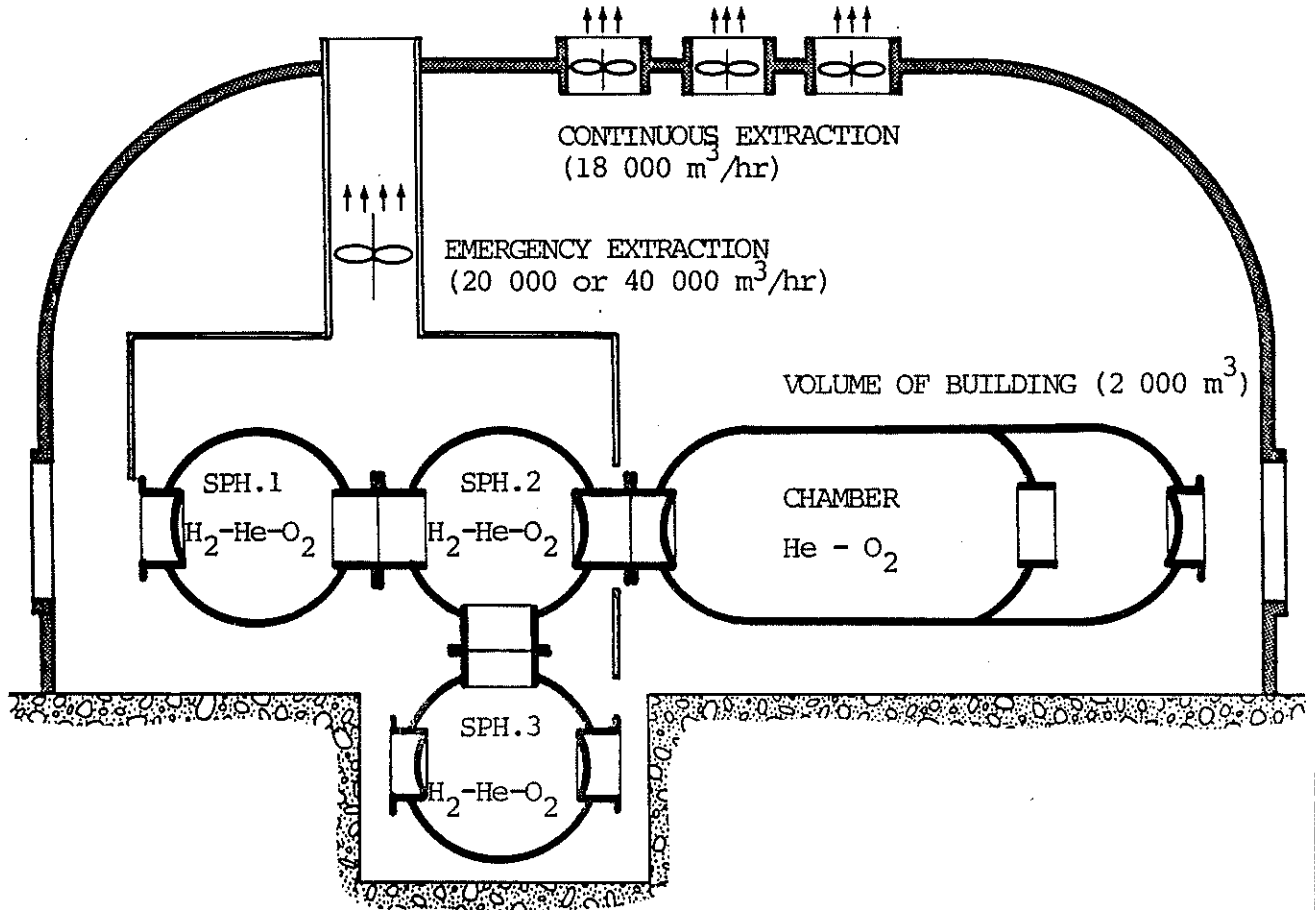 CONTINUOUS EXTRACTION
(18 000 m³/hr)
EMERGENCY EXTRACTION
(20 000 or 40 000 m³/hr)
VOLUME OF BUILDING (2 000 m³)
SPH.1
H₂-He-O₂
SPH.2
H₂-He-O₂
CHAMBER
He - O₂
SPH.3
H₂-He-O₂